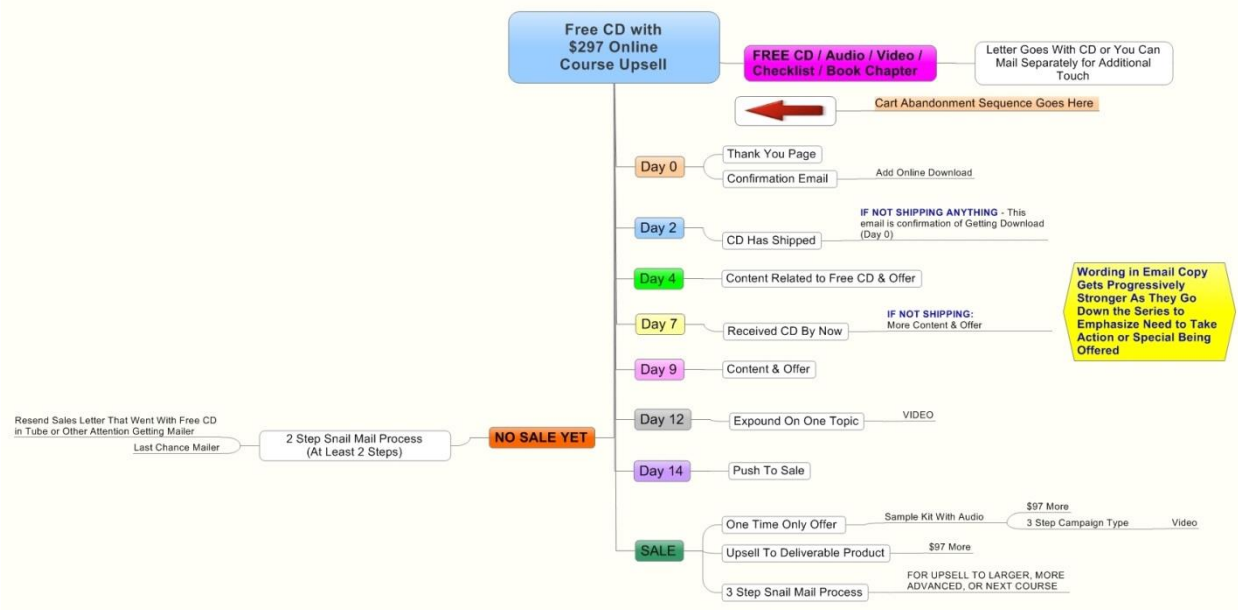 Free CD with
$297 Online
Course Upsell
FREE CD / Audio / Video /
Checklist / Book Chapter
Letter Goes With CD or You Can
Mail Separately for Additional
Touch
Cart Abandonment Sequence Goes Here
Day 0
Thank You Page
Confirmation Email
Add Online Download
Day 2
CD Has Shipped
IF NOT SHIPPING ANYTHING - This
email is confirmation of Getting Download
(Day 0)
Day 4
Content Related to Free CD & Offer
Day 7
Received CD By Now
IF NOT SHIPPING:
More Content & Offer
Wording in Email Copy
Gets Progressively
Stronger As They Go
Down the Series to
Emphasize Need to Take
Action or Special Being
Offered
Day 9
Content & Offer
Day 12
Expound On One Topic
VIDEO
NO SALE YET
2 Step Snail Mail Process
(At Least 2 Steps)
Resend Sales Letter That Went With Free CD
in Tube or Other Attention Getting Mailer
Last Chance Mailer
Day 14
Push To Sale
SALE
One Time Only Offer
Sample Kit With Audio
$97 More
3 Step Campaign Type
Video
Upsell To Deliverable Product
$97 More
3 Step Snail Mail Process
FOR UPSELL TO LARGER, MORE
ADVANCED, OR NEXT COURSE